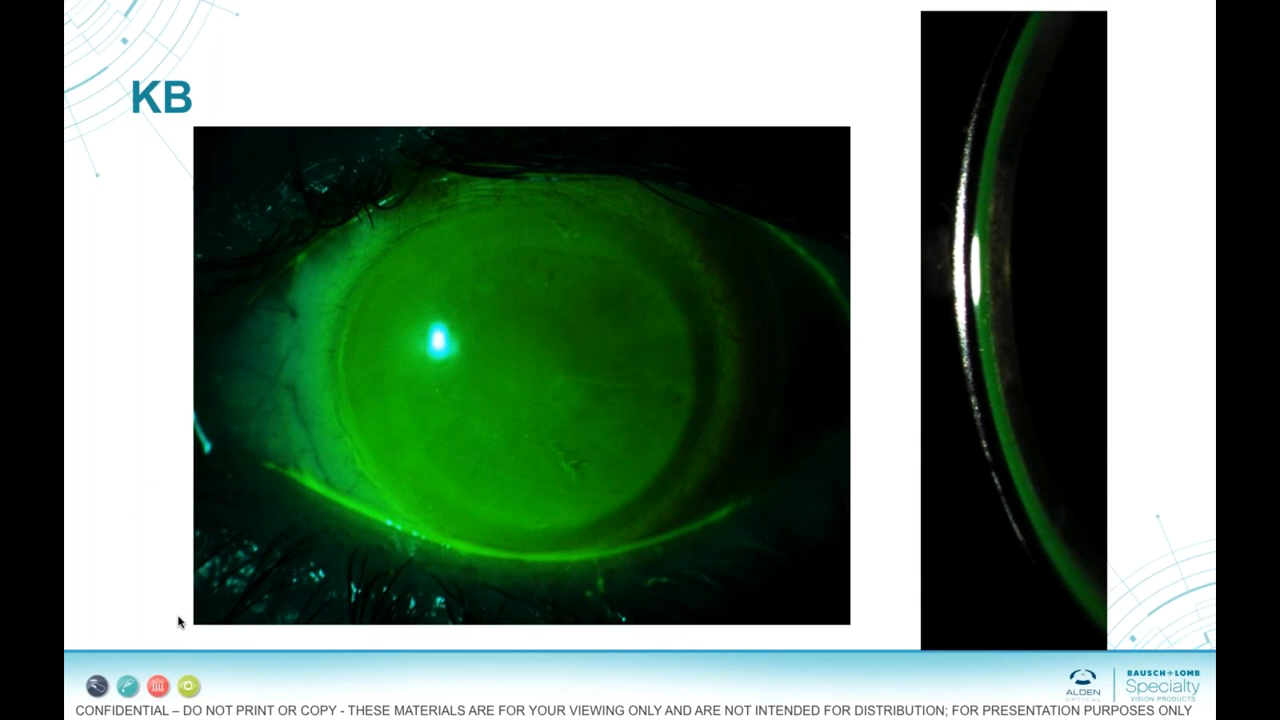 KB
ALDEN
OPTICAL
BAUSCH + LOMB
Specialty
VISION PRODUCTS
CONFIDENTIAL – DO NOT PRINT OR COPY - THESE MATERIALS ARE FOR YOUR VIEWING ONLY AND ARE NOT INTENDED FOR DISTRIBUTION; FOR PRESENTATION PURPOSES ONLY